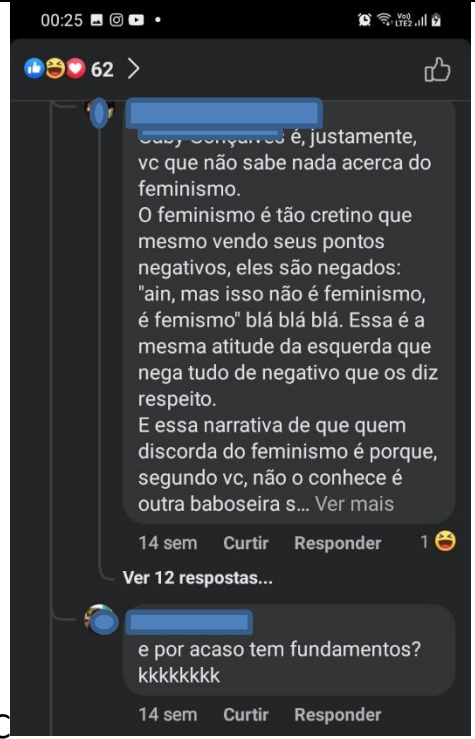 00:25
VoI) LTE2
62
é, justamente,
vc que não sabe nada acerca do
feminismo.
O feminismo é tão cretino que
mesmo vendo seus pontos
negativos, eles são negados:
"ain, mas isso não é feminismo,
é femismo" blá blá blá. Essa é a
mesma atitude da esquerda que
nega tudo de negativo que os diz
respeito.
E essa narrativa de que quem
discorda do feminismo é porque,
segundo vc, não o conhece é
outra baboseira s... Ver mais
14 sem Curtir Responder 1
Ver 12 respostas...
e por acaso tem fundamentos?
kkkkkkkk
14 sem Curtir Responder